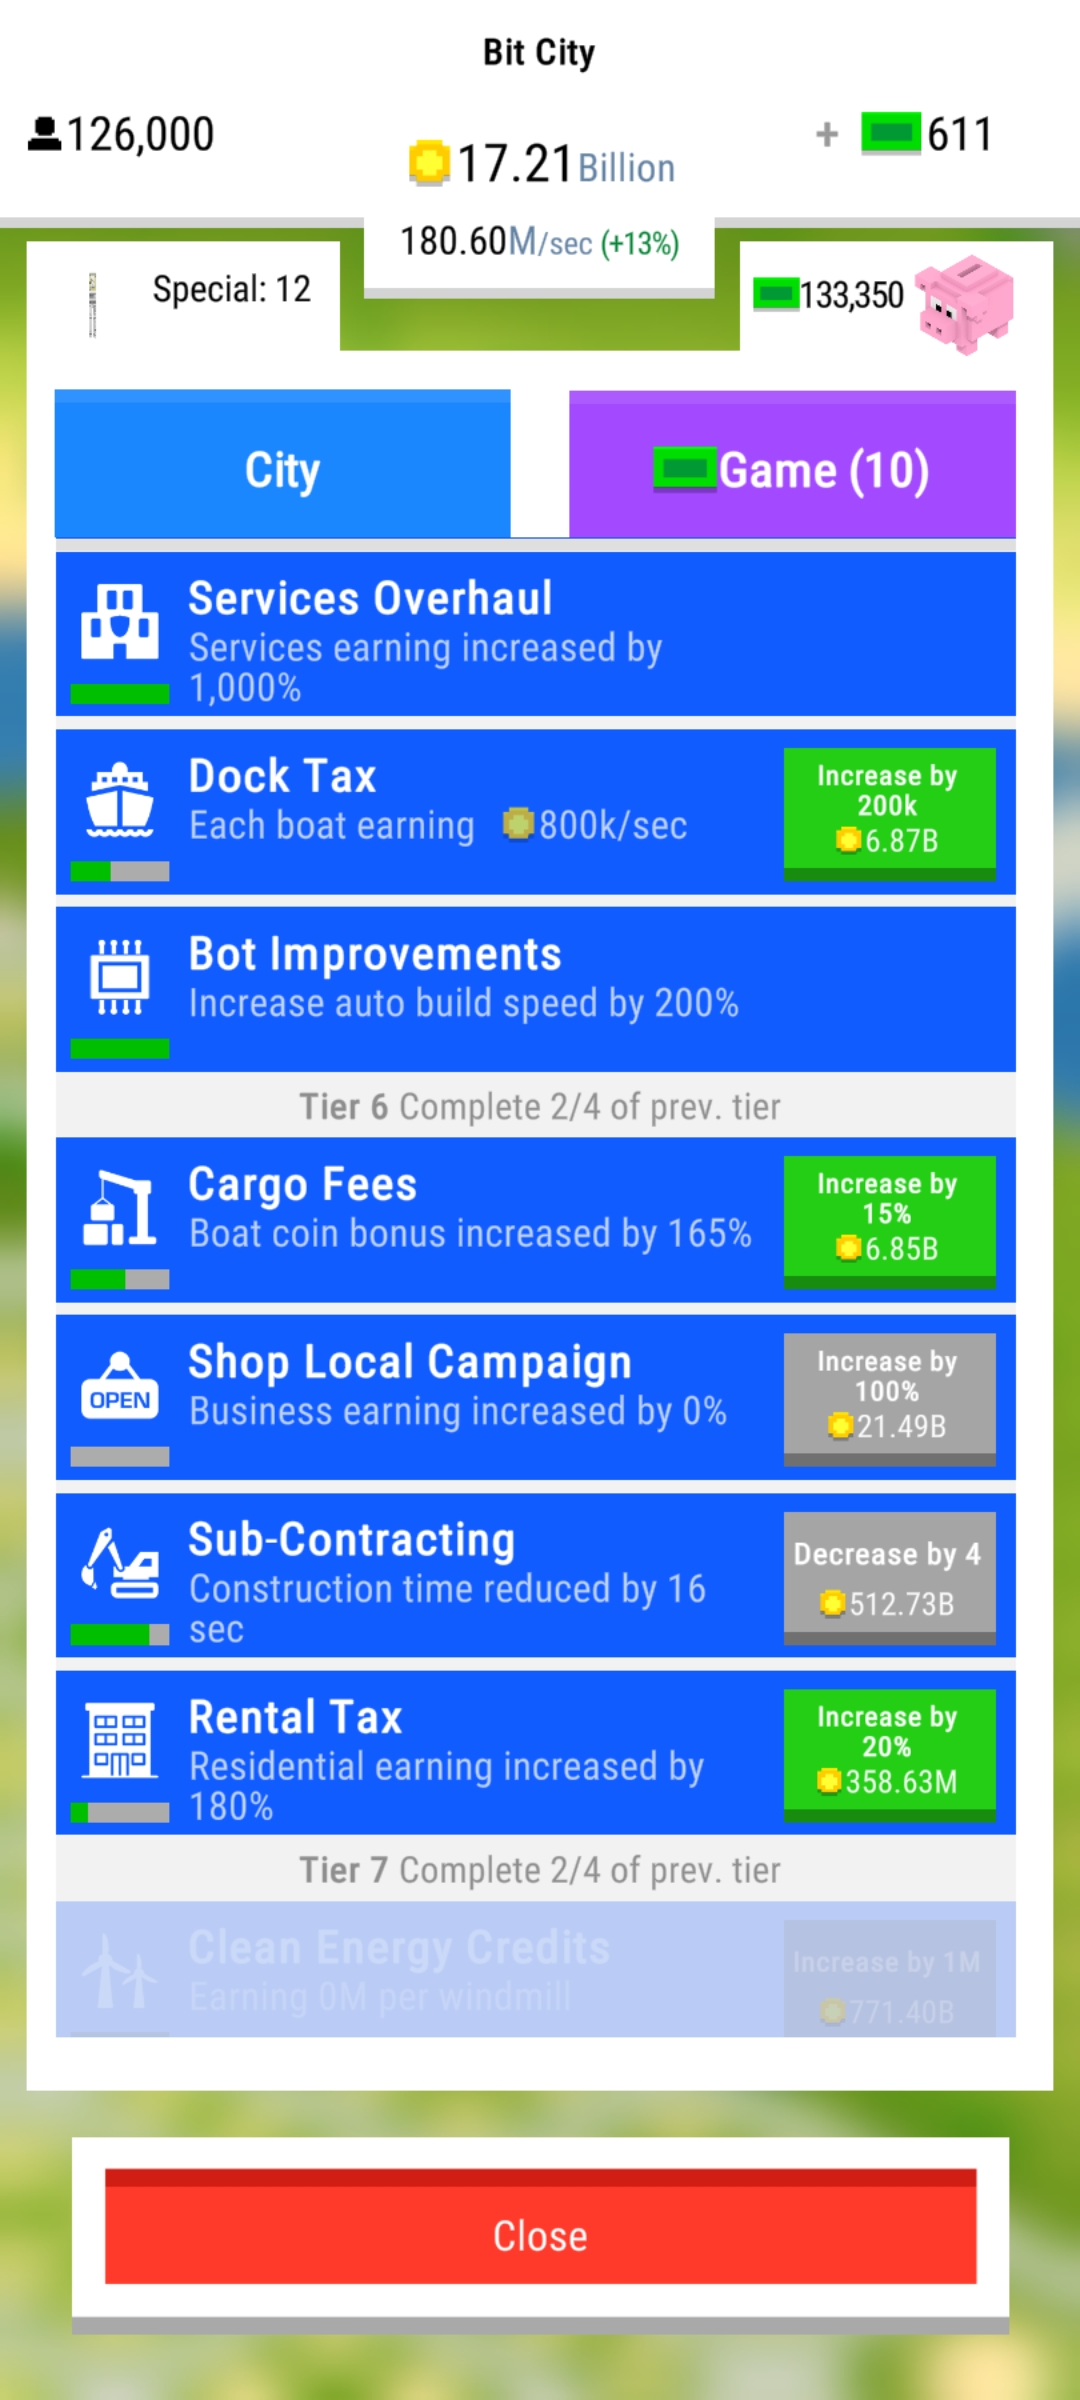 Bit City
126,000
17.21 Billion
+ 611
180.60M/sec (+13%)
Special: 12
133,350
City
Game (10)
Services Overhaul
Services earning increased by
1,000%
Dock Tax
Each boat earning 800k/sec
Increase by
200k
6.87B
Bot Improvements
Increase auto build speed by 200%
Tier 6 Complete 2/4 of prev. tier
Cargo Fees
Boat coin bonus increased by 165%
Increase by
15%
6.85B
OPEN
Shop Local Campaign
Business earning increased by 0%
Increase by
100%
21.49B
Sub-Contracting
Construction time reduced by 16
sec
Decrease by 4
512.73B
Rental Tax
Residential earning increased by
180%
Increase by
20%
358.63M
Tier 7 Complete 2/4 of prev. tier
Clean Energy Credits
Earning 0M per windmill
Increase by 1M
771.40B
Close